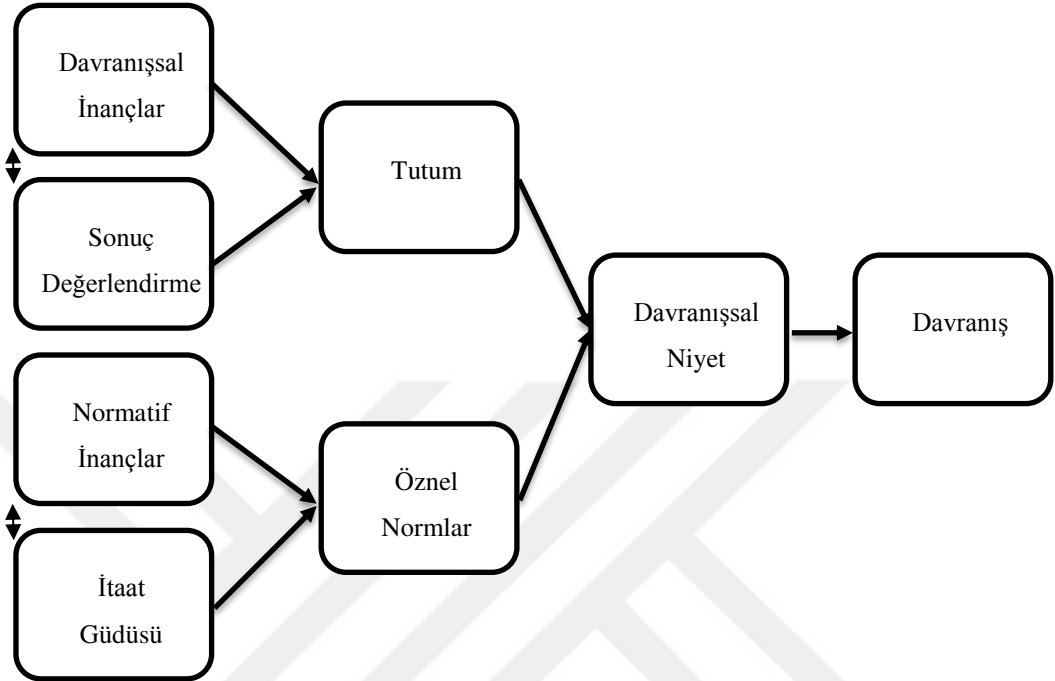 Davranışsal
İnançlar
Sonuç
Değerlendirme
Normatif
İnançlar
İtaat
Güdüsü
Tutum
Öznel
Normlar
Davranışsal
Niyet
Davranış